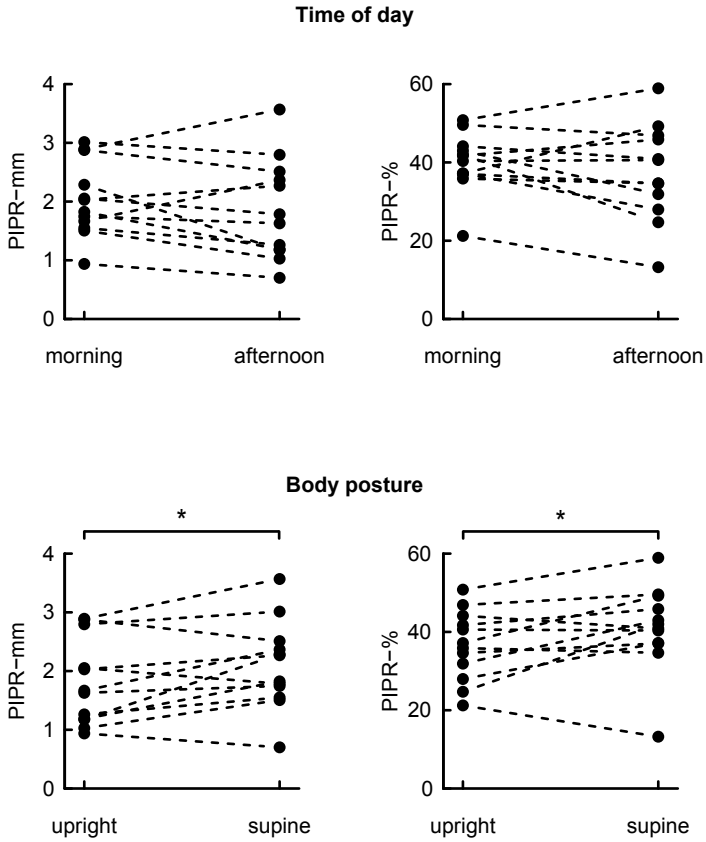 Time of day
4
3
2
1
0
PIPR−mm
morning
afternoon
60
40
20
0
PIPR−%
morning
afternoon
Body posture
*
4
3
2
1
0
PIPR−mm
upright
supine
*
60
40
20
0
PIPR−%
upright
supine